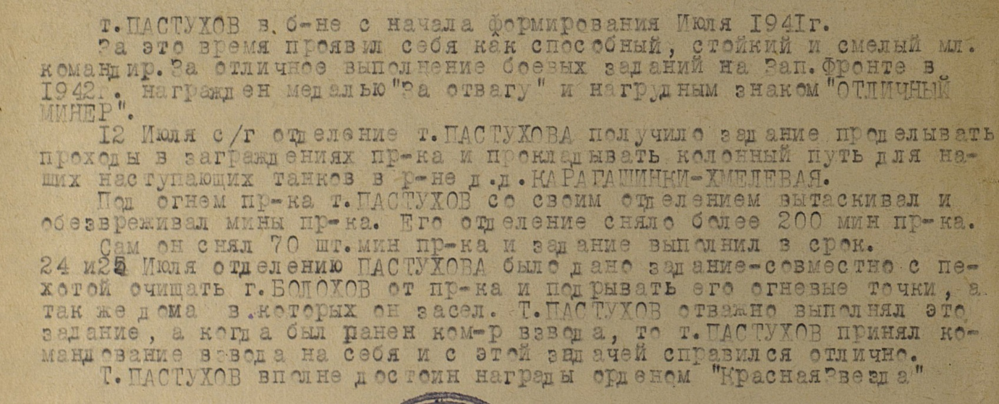 т.ПАСТУХОВ в б-не с начала формирования Июля 1941г.
За это время проявил себя как способный, стойкий и смелый мл.
командир.За отличное выполнение боевых заданий на Зап.Фронте в
1942г. награжден медалью"За отвагу" и нагрудным знаком"ОТЛИЧНЫЙ
МИНЕР".
12 Июля с/г отделение т.ПАСТУХОВА получило задание проделывать
проходы в заграждениях пр-ка и прокладывать колонный путь для на-
ших наступающих танков в р-не д.д.КАРАГАШИНКИ-ХМЕЛЕВАЯ.
Под огнем пр-ка т.ПАСТУХОВ со своим отделением вытаскивал и
обезвреживал мины пр-ка. Его отделение сняло более 200 мин пр-ка.
Сам он снял 70 шт.мин пр-ка и задание выполнил в срок.
24 и25 Июля отделению ПАСТУХОВА было дано задание-совместно с пе-
хотой очищать г.БОЛОХОВ от пр-ка и подрывать его огневые точки, а
так же дома в которых он засел. Т.ПАСТУХОВ отважно выполнял это
задание, а когда был ранен ком-р взвода, то т.ПАСТУХОВ принял ко-
мандование взвода на себя и с этой задачей справился отлично.
Т.ПАСТУХОВ вполне достоин награды орденом "КраснаяЗвезда"